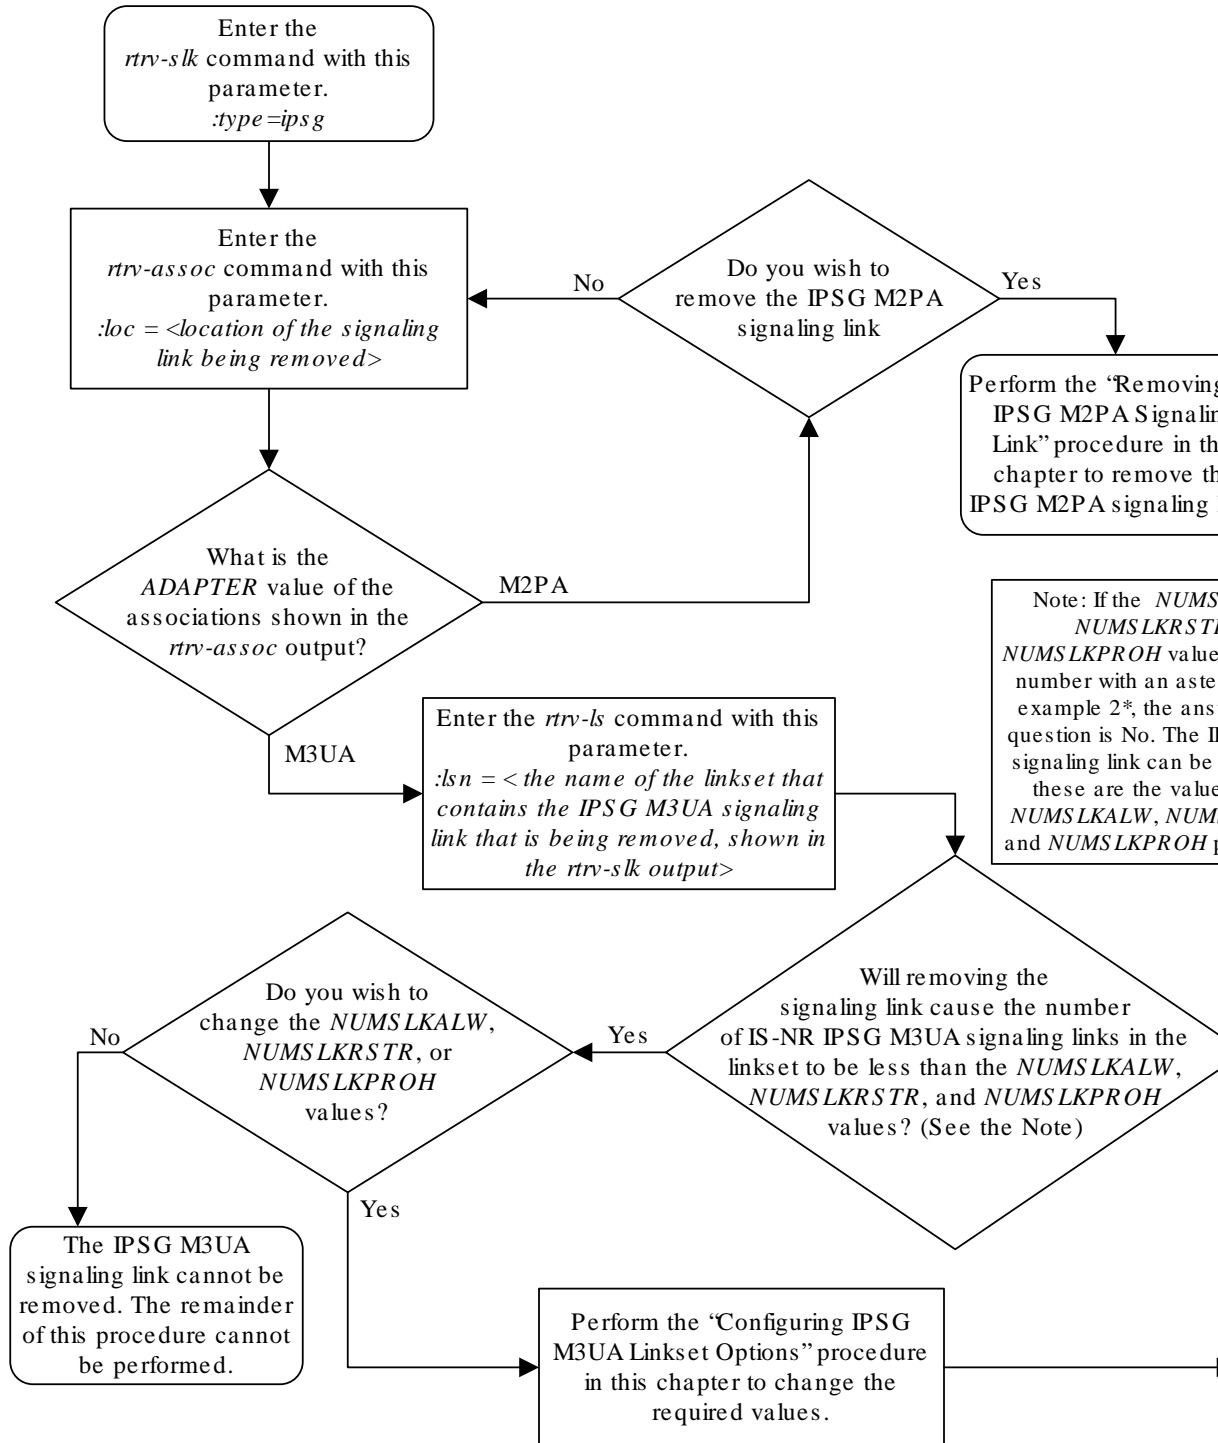 Enter the
rtrv-slk command with this
parameter.
:type=ipsg
Enter the
rtrv-assoc command with this
parameter.
:loc = <location of the signaling
link being removed>
No
Do you wish to
remove the IPSG M2PA
signaling link
Yes
Perform the “Removing
IPSG M2PA
Link” procedure in
chapter to remove
IPSG M2PA signaling
What is the
ADAPTER value of the
associations shown in the
rtrv-assoc output?
M2PA
M3UA
Note: If the
NUMSLKPROH
number with an
example 2*, the
question is No. The
signaling link can be
these are the
NUMSLKALW,
and NUMSLKPROH
Enter the rtrv-ls command with this
parameter.
:lsn = < the name of the linkset that
contains the IPSG M3UA signaling
link that is being removed, shown in
the rtrv-slk output>
Will removing the
signaling link cause the number
of IS-NR IPSG M3UA signaling links in the
linkset to be less than the NUMSLKALW,
NUMSLKRSTR, and NUMSLKPROH
values? (See the Note)
Yes
Do you wish to
change the NUMSLKALW,
NUMSLKRSTR, or
NUMSLKPROH
values?
No
Yes
The IPSG M3UA
signaling link cannot be
removed. The remainder
of this procedure cannot
be performed.
Perform the “Configuring IPSG
M3UA Linkset Options” procedure
in this chapter to change the
required values.